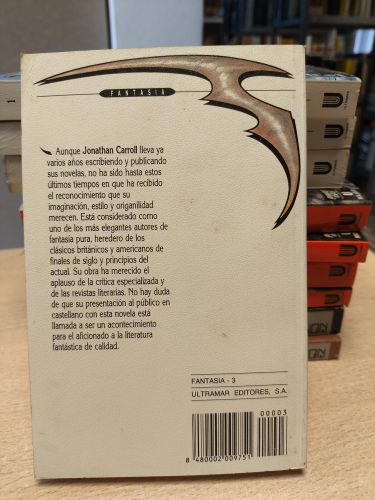 FANTASIA
Aunque Jonathan Carroll lleva ya
varios años escribiendo y publicando
sus novelas, no ha sido hasta estos
últimos tiempos en que ha recibido
el reconocimiento que su
imaginación, estilo y origanilidad
merecen. Está considerado como
uno de los más elegantes autores de
fantasía pura, heredero de los
clásicos británicos y americanos de
finales de siglo y principios del
actual. Su obra ha merecido el
aplauso de la crítica especializada y
de las revistas literarias. No hay duda
de que su presentación al público en
castellano con esta novela está
llamada a ser un acontecimiento
para el aficionado a la literatura
fantástica de calidad.
FANTASIA - 3
ULTRAMAR EDITORES, S.A.
00003
8 480002 009751
1